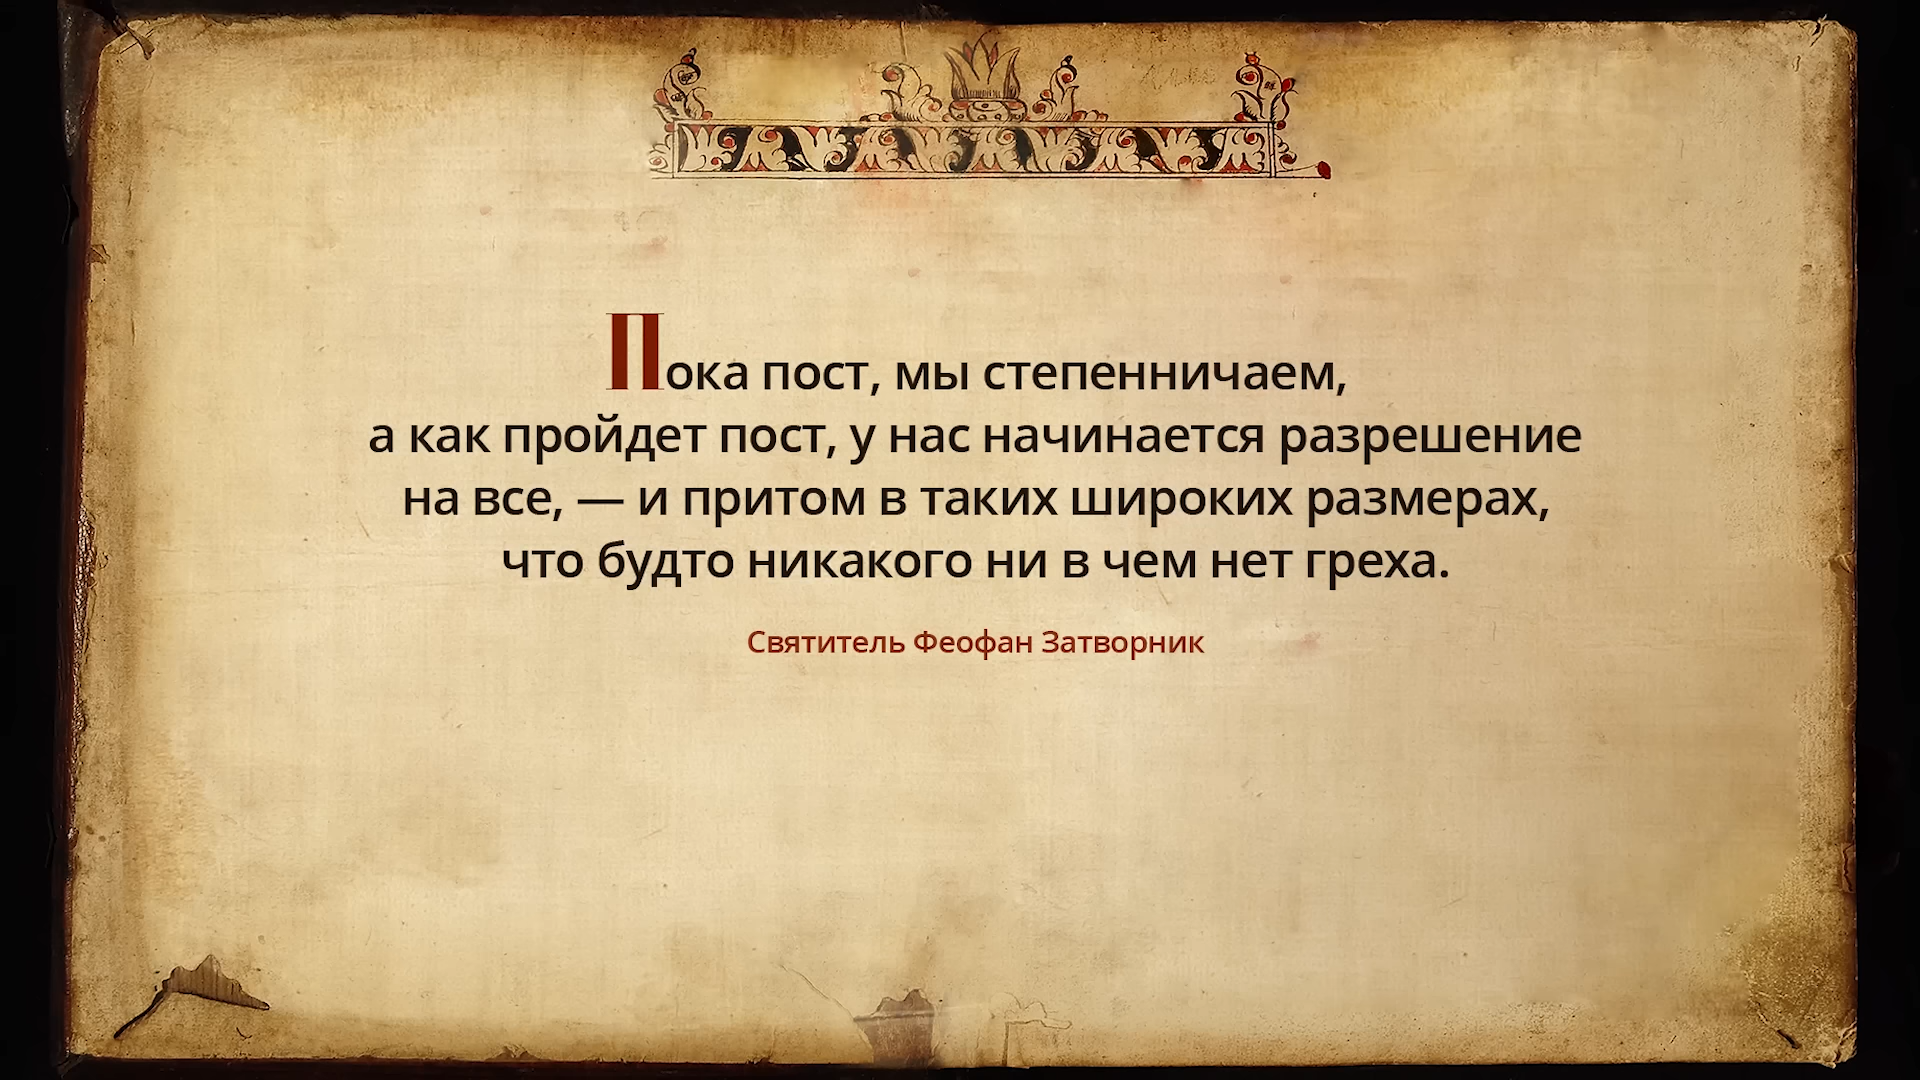 Пока пост, мы степенничаем,
а как пройдет пост, у нас начинается разрешение
на все, — и притом в таких широких размерах,
что будто никакого ни в чем нет греха.
Святитель Феофан Затворник